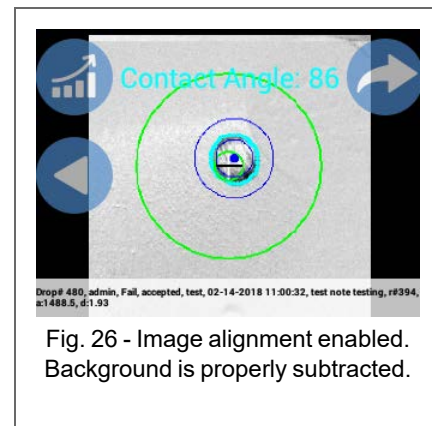 Contact Angle: 86
Drop# 480, admin, Fail, accepted, test, 02-14-2018 11:00:32, test note testing, r#394,
a:1488.5, d:1.93
Fig. 26 - Image alignment enabled.
Background is properly subtracted.